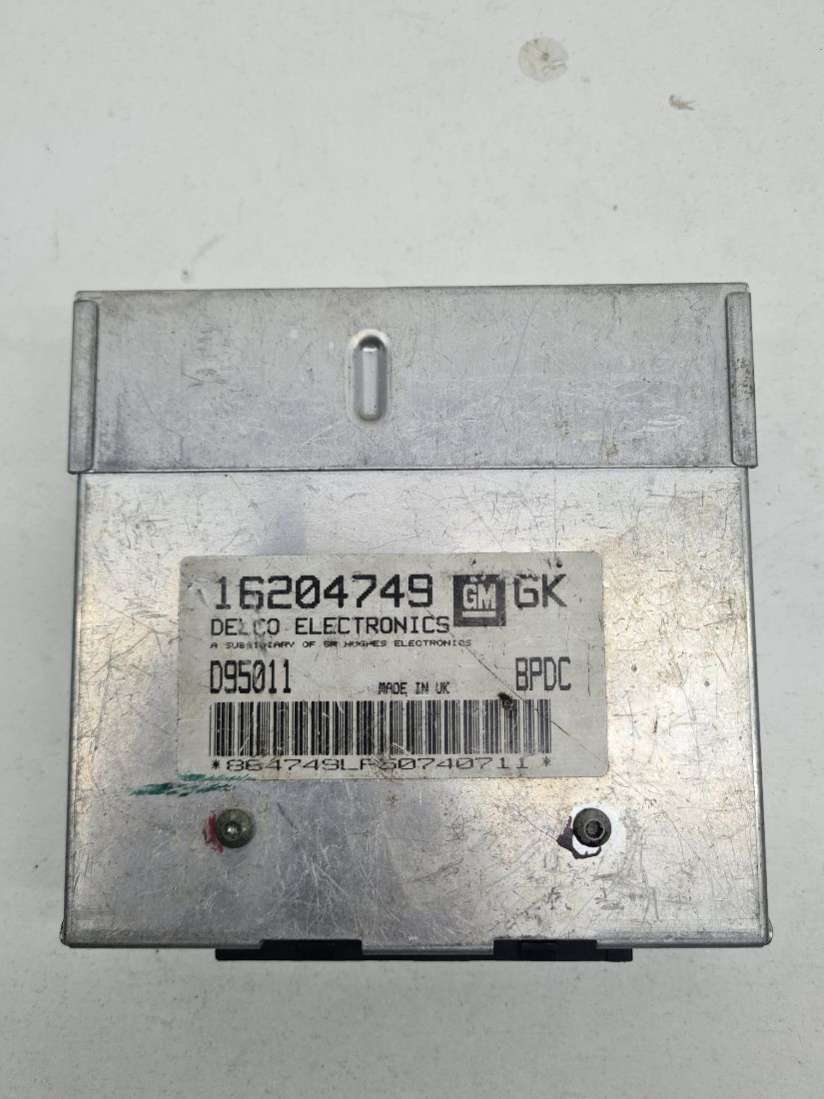 16204749 GM GK
DELCO ELECTRONICS
A SUBSIDIARY OF GM HUGHES ELECTRONICS
D95011 MADE IN UK BPDC